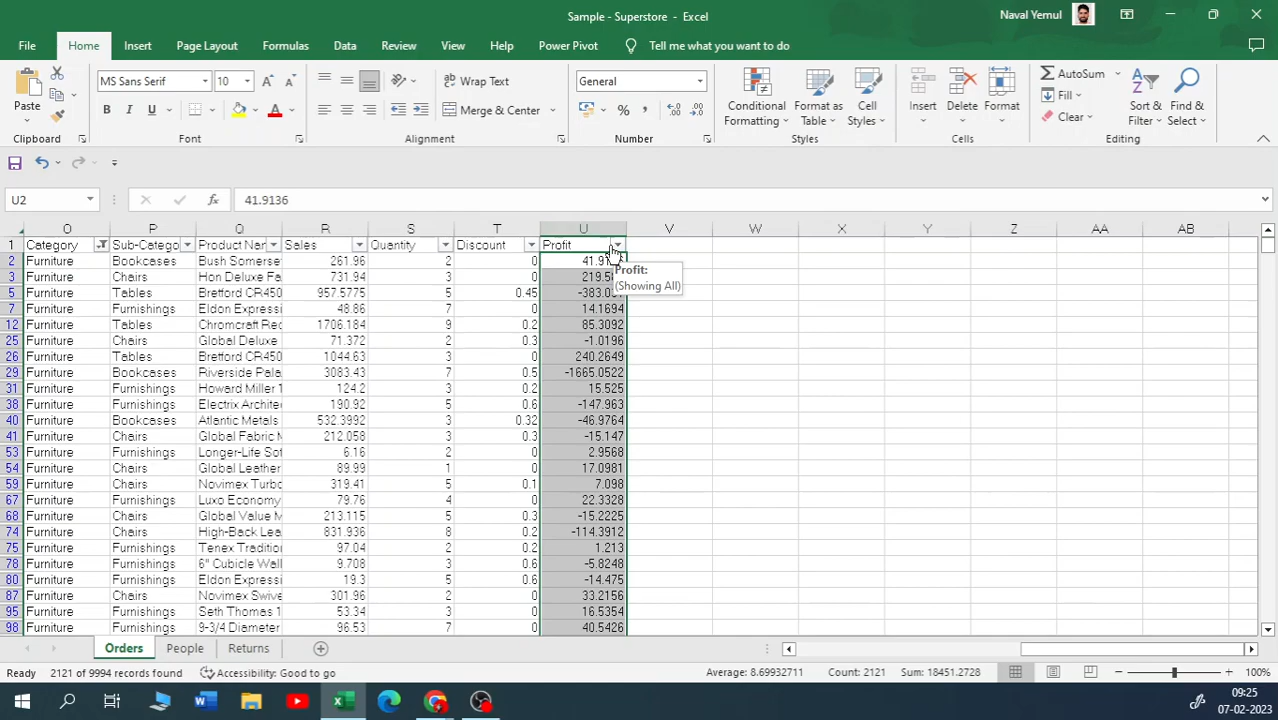 Sample - Superstore - Excel
Naval Yemul
File Home Insert Page Layout Formulas Data Review View Help Power Pivot Tell me what you want to do
MS Sans Serif 10 Wrap Text General AutoSum
Paste Conditional Formatting Format as Table Cell Styles Insert Delete Format Fill Sort & Filter Find & Select
B I U A Merge & Center % Clear
Clipboard Font Alignment Number Styles Cells Editing
U2 fx 41.9136
O P Q R S T U V W X Y Z AA AB
1 Category Sub-Catego Product Nar Sales Quantity Discount Profit
2 Furniture Bookcases Bush Somerse 261.96 2 0
3 Furniture Chairs Hon Deluxe Fa 731.94 3 0
Profit:
(Showing All)
5 Furniture Tables Bretford CR450 957.5775 5 0.45
7 Furniture Furnishings Eldon Expressi 48.86 7 0 14.1694
12 Furniture Tables Chromcraft Rec 1706.184 9 0.2 85.3092
25 Furniture Chairs Global Deluxe 71.372 2 0.3 -1.0196
26 Furniture Tables Bretford CR450 1044.63 3 0 240.2649
29 Furniture Bookcases Riverside Pala 3083.43 7 0.5 -1665.0522
31 Furniture Furnishings Howard Miller 1 124.2 3 0.2 15.525
38 Furniture Furnishings Electrix Archite 190.92 5 0.6 -147.963
40 Furniture Bookcases Atlantic Metals 532.3992 3 0.32 -46.9764
41 Furniture Chairs Global Fabric M 212.058 3 0.3 -15.147
53 Furniture Furnishings Longer-Life Sof 6.16 2 0 2.9568
54 Furniture Chairs Global Leather 89.99 1 0 17.0981
59 Furniture Chairs Novimex Turbo 319.41 5 0.1 7.098
67 Furniture Furnishings Luxo Economy 79.76 4 0 22.3328
68 Furniture Chairs Global Value M 213.115 5 0.3 -15.2225
74 Furniture Chairs High-Back Lea 831.936 8 0.2 -114.3912
75 Furniture Furnishings Tenex Tradition 97.04 2 0.2 1.213
78 Furniture Furnishings 6" Cubicle Wall 9.708 3 0.6 -5.8248
80 Furniture Furnishings Eldon Expressi 19.3 5 0.6 -14.475
87 Furniture Chairs Novimex Swive 301.96 2 0 33.2156
95 Furniture Furnishings Seth Thomas 1 53.34 3 0 16.5354
98 Furniture Furnishings 9-3/4 Diameter 96.53 7 0 40.5426
Orders People Returns
Ready 2121 of 9994 records found Accessibility: Good to go Average: 8.69932711 Count: 2121 Sum: 18451.2728 100%
09:25
07-02-2023